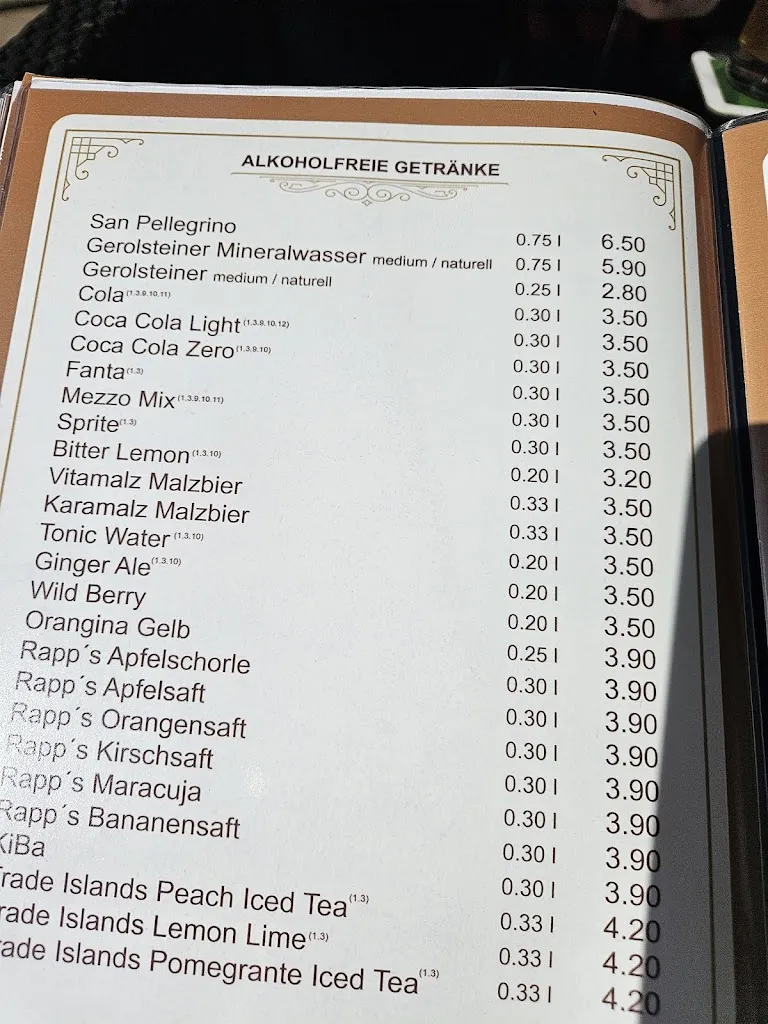 ALKOHOLFREIE GETRÄNKE
San Pellegrino 0.75 l 6.50
Gerolsteiner Mineralwasser medium / naturell 0.75 l 5.90
Gerolsteiner medium / naturell 0.25 l 2.80
Cola (1.3.9.10.11) 0.30 l 3.50
Coca Cola Light (1.3.9.10.12) 0.30 l 3.50
Coca Cola Zero (1.3.9.10) 0.30 l 3.50
Fanta (1.3) 0.30 l 3.50
Mezzo Mix (1.3.9.10.11) 0.30 l 3.50
Sprite (1.3) 0.30 l 3.50
Bitter Lemon (1.3.10) 0.20 l 3.20
Vitamalz Malzbier 0.33 l 3.50
Karamalz Malzbier 0.33 l 3.50
Tonic Water (1.3.10) 0.20 l 3.50
Ginger Ale (1.3.10) 0.20 l 3.50
Wild Berry 0.20 l 3.50
Orangina Gelb 0.25 l 3.90
Rapp´s Apfelschorle 0.30 l 3.90
Rapp´s Apfelsaft 0.30 l 3.90
Rapp´s Orangensaft 0.30 l 3.90
Rapp´s Kirschsaft 0.30 l 3.90
Rapp´s Maracuja 0.30 l 3.90
Rapp´s Bananensaft 0.30 l 3.90
KiBa 0.30 l 3.90
Trade Islands Peach Iced Tea (1.3) 0.33 l 4.20
rade Islands Lemon Lime (1.3) 0.33 l 4.20
ade Islands Pomegrante Iced Tea (1.3) 0.33 l 4.20